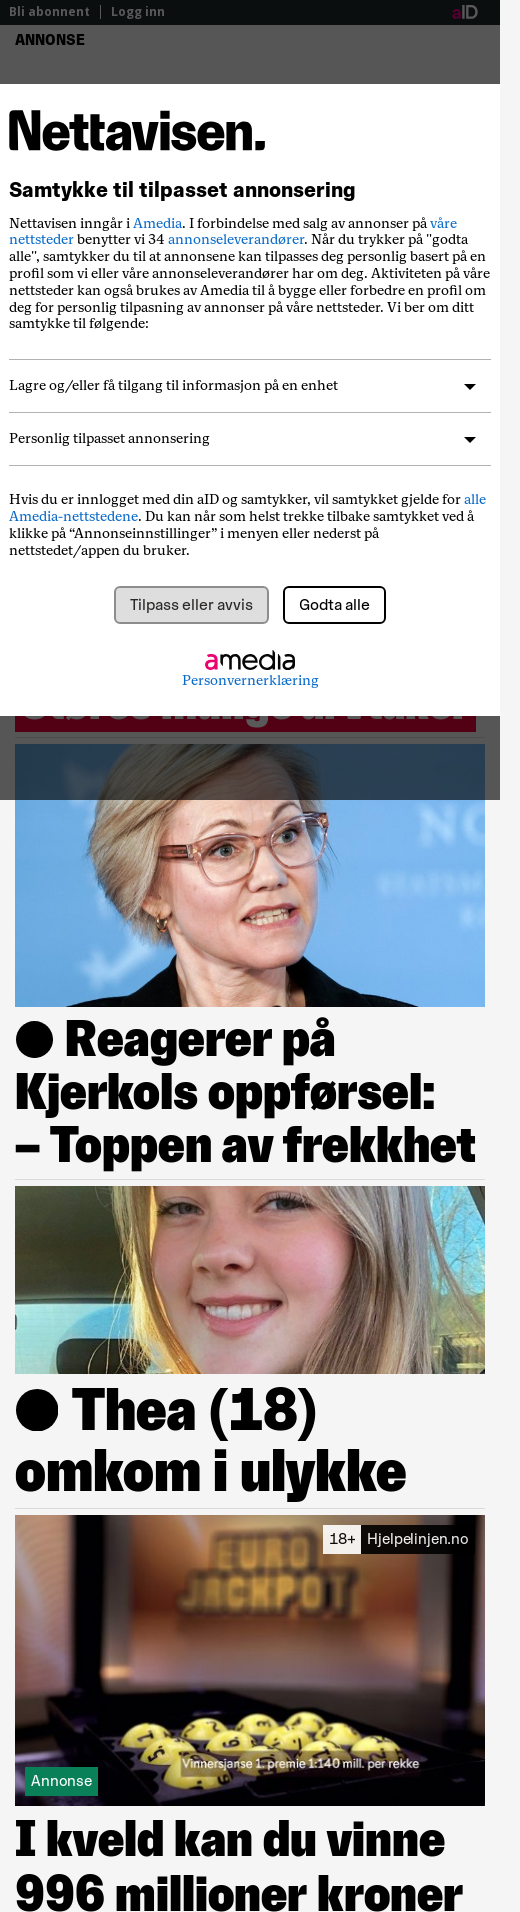 Bli abonnent | Logg inn
aID
ANNONSE
Nettavisen.
Samtykke til tilpasset annonsering
Nettavisen inngår i Amedia. I forbindelse med salg av annonser på våre
nettsteder benytter vi 34 annonseleverandører. Når du trykker på "godta
alle", samtykker du til at annonsene kan tilpasses deg personlig basert på en
profil som vi eller våre annonseleverandører har om deg. Aktiviteten på våre
nettsteder kan også brukes av Amedia til å bygge eller forbedre en profil om
deg for personlig tilpasning av annonser på våre nettsteder. Vi ber om ditt
samtykke til følgende:
Lagre og/eller få tilgang til informasjon på en enhet
Personlig tilpasset annonsering
Hvis du er innlogget med din aID og samtykker, vil samtykket gjelde for alle
Amedia-nettstedene. Du kan når som helst trekke tilbake samtykket ved å
klikke på “Annonseinnstillinger” i menyen eller nederst på
nettstedet/appen du bruker.
Tilpass eller avvis
Godta alle
amedia
Personvernerklæring
Reagerer på
Kjerkols oppførsel:
– Toppen av frekkhet
Thea (18)
omkom i ulykke
18+ Hjelpelinjen.no
EURO
JACKPOT
Vinnersjanse 1. premie 1:140 mill. per rekke
Annonse
I kveld kan du vinne
996 millioner kroner